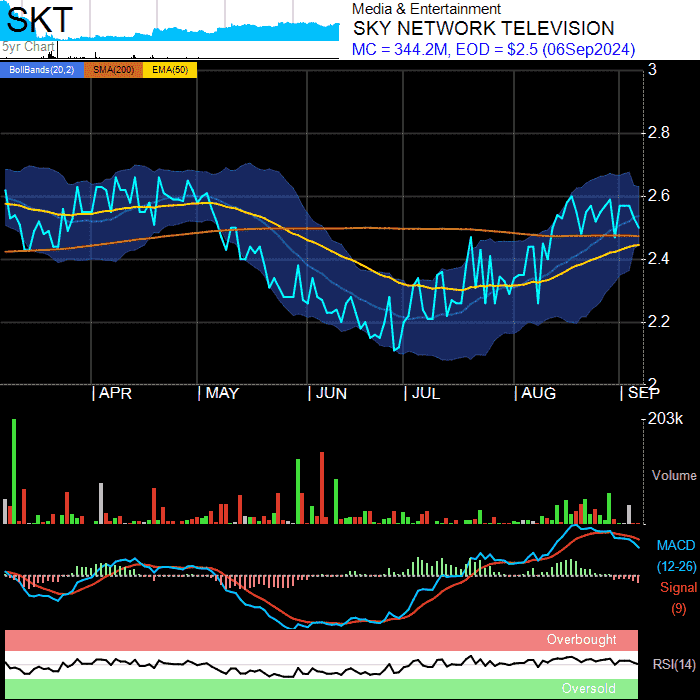 SKT
5yr Chart
Media & Entertainment
SKY NETWORK TELEVISION
MC = 344.2M, EOD = $2.5 (06Sep2024)
BollBands(20,2) SMA(200) EMA(50)
3
2.8
2.6
2.4
2.2
2
APR MAY JUN JUL AUG SEP
203k
Volume
MACD
(12-26)
Signal
(9)
Overbought
RSI(14)
Oversold